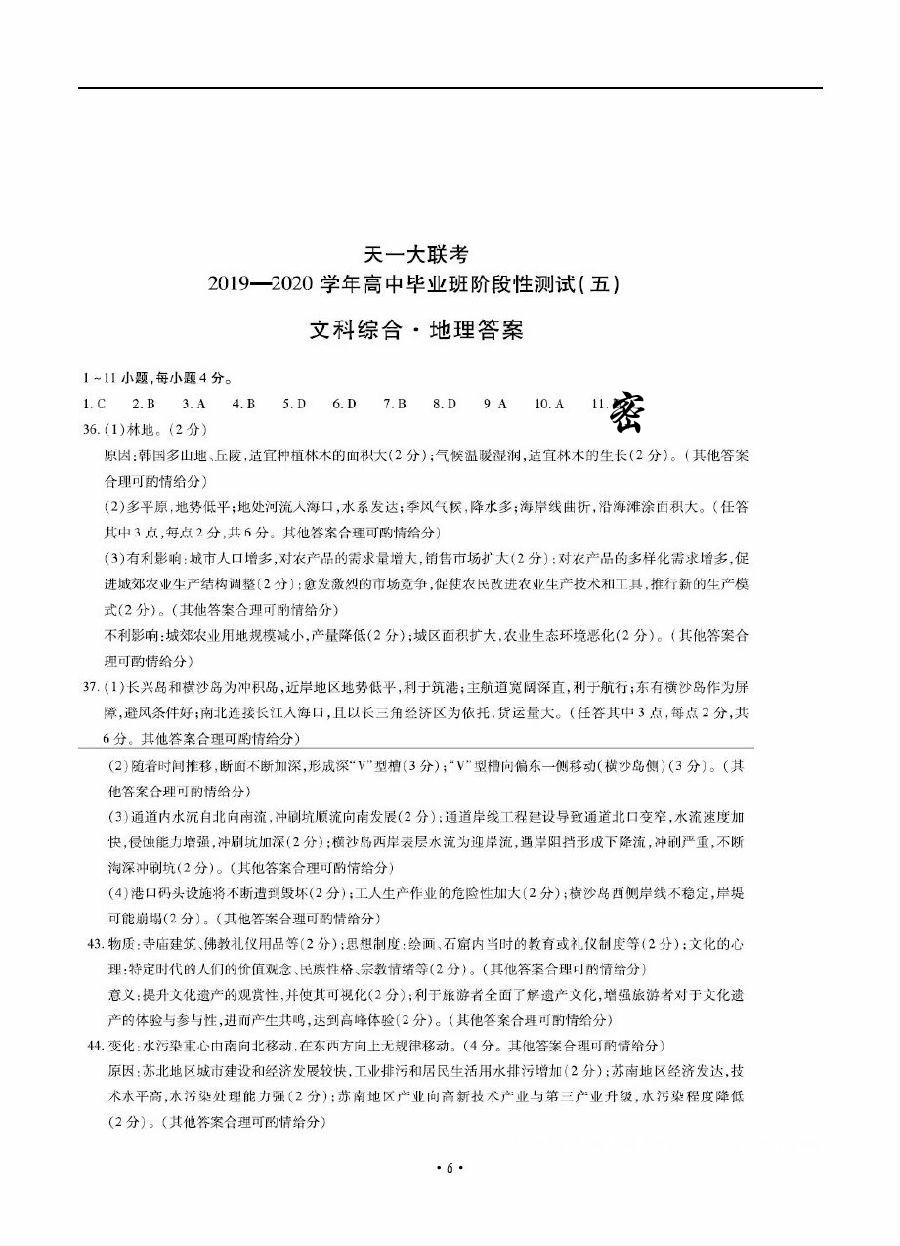 天一大联考
2019—2020 学年高中毕业班阶段性测试(五)
文科综合·地理答案
1~11 小题,每小题4分。
1. C 2. B 3. A 4. B 5. D 6. D 7. B 8. D 9 A 10. A 11.
密
36. (1)林地。(2分)
原因:韩国多山地、丘陵,适宜种植林木的面积大(2分);气候温暖湿润,适宜林木的生长(2分)。(其他答案
合理可酌情给分)
(2)多平原,地势低平;地处河流入海口,水系发达;季风气候,降水多;海岸线曲折,沿海滩涂面积大。(任答
其中3点,每点2分,共6分。其他答案合理可酌情给分)
(3)有利影响:城市人口增多,对农产品的需求量增大,销售市场扩大(2分);对农产品的多样化需求增多,促
进城郊农业生产结构调整(2分);愈发激烈的市场竞争,促使农民改进农业生产技术和工具,推行新的生产模
式(2分)。(其他答案合理可酌情给分)
不利影响:城郊农业用地规模减小,产量降低(2分);城区面积扩大,农业生态环境恶化(2分)。(其他答案合
理可酌情给分)
37. (1)长兴岛和横沙岛为冲积岛,近岸地区地势低平,利于筑港;主航道宽阔深直,利于航行;东有横沙岛作为屏
障,避风条件好;南北连接长江入海口,且以长三角经济区为依托,货运量大。(任答其中3点,每点2分,共
6分。其他答案合理可酌情给分)
(2)随着时间推移,断面不断加深,形成深“V”型槽(3分);“V”型槽向偏东一侧移动(横沙岛侧)(3分)。(其
他答案合理可酌情给分)
(3)通道内水沉自北向南流,冲刷坑顺流向南发展(2分);通道岸线工程建设导致通道北口变窄,水流速度加
快,侵蚀能力增强,冲刷坑加深(2分);横沙岛西岸表层水流为迎岸流,遇岸阻挡形成下降流,冲刷严重,不断
淘深冲刷坑(2分)。(其他答案合理可酌情给分)
(4)港口码头设施将不断遭到毁坏(2分);工人生产作业的危险性加大(2分);横沙岛西侧岸线不稳定,岸堤
可能崩塌(2分)。(其他答案合理可酌情给分)
43. 物质:寺庙建筑、佛教礼仪用品等(2分);思想制度:绘画、石窟内当时的教育或礼仪制度等(2分);文化的心
理:特定时代的人们的价值观念、民族性格、宗教情绪等(2分)。(其他答案合理可酌情给分)
意义:提升文化遗产的观赏性,并使其可视化(2分);利于旅游者全面了解遗产文化,增强旅游者对于文化遗
产的体验与参与性,进而产生共鸣,达到高峰体验(2分)。(其他答案合理可酌情给分)
44. 变化:水污染重心由南向北移动,在东西方向上无规律移动。(4分。其他答案合理可酌情给分)
原因:苏北地区城市建设和经济发展较快,工业排污和居民生活用水排污增加(2分);苏南地区经济发达,技
术水平高,水污染处理能力强(2分);苏南地区产业向高新技术产业与第三产业升级,水污染程度降低
(2分)。(其他答案合理可酌情给分)
·6·